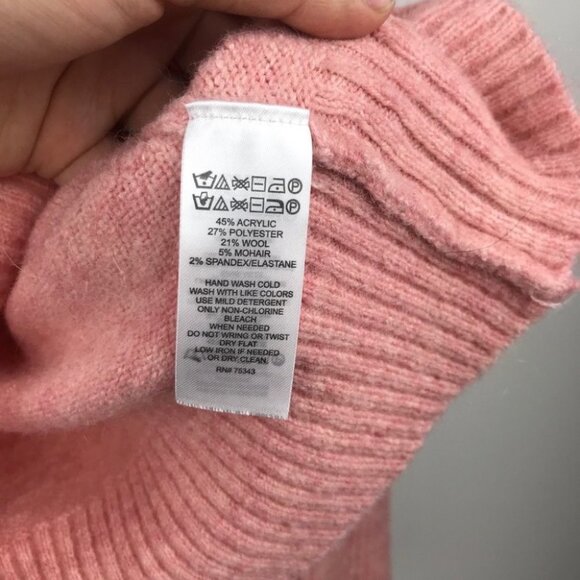 45% ACRYLIC
27% POLYESTER
21% WOOL
5% MOHAIR
2% SPANDEX/ELASTANE
HAND WASH COLD
WASH WITH LIKE COLORS
USE MILD DETERGENT
ONLY NON-CHLORINE
BLEACH
WHEN NEEDED
DO NOT WRING OR TWIST
DRY FLAT
LOW IRON IF NEEDED
OR DRY CLEAN.
RN# 75343